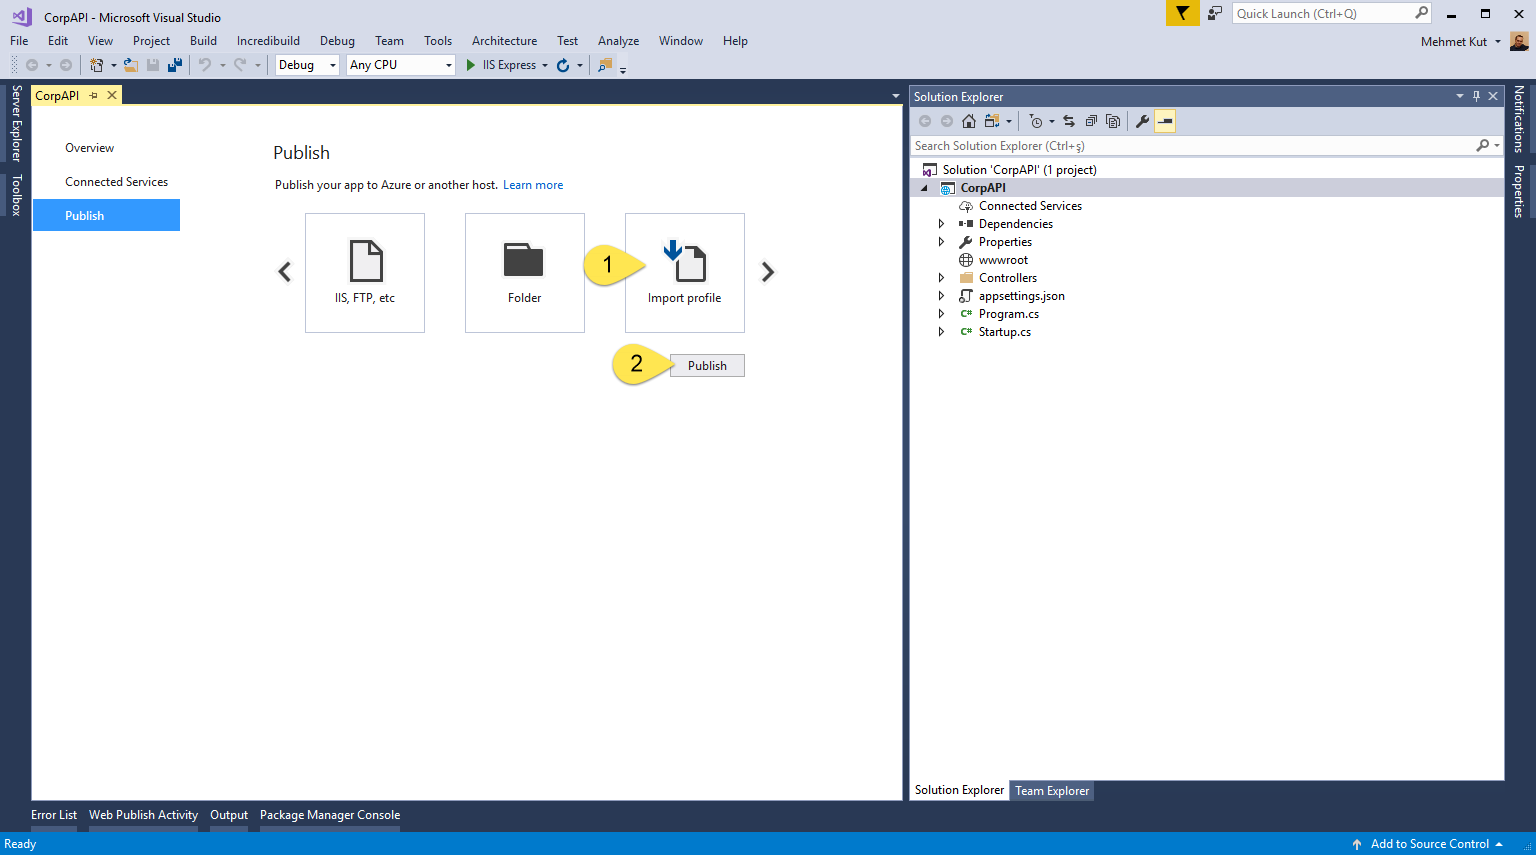 CorpAPI - Microsoft Visual Studio
Quick Launch (Ctrl+Q)
File Edit View Project Build Incredibuild Debug Team Tools Architecture Test Analyze Window Help
Mehmet Kut
Debug Any CPU IIS Express
Server Explorer
Toolbox
CorpAPI
Overview
Connected Services
Publish
Publish
Publish your app to Azure or another host. Learn more
IIS, FTP, etc
Folder
1
Import profile
2
Publish
Solution Explorer
Search Solution Explorer (Ctrl+ş)
Solution 'CorpAPI' (1 project)
CorpAPI
Connected Services
Dependencies
Properties
wwwroot
Controllers
appsettings.json
C# Program.cs
C# Startup.cs
Notifications
Properties
Solution Explorer Team Explorer
Error List Web Publish Activity Output Package Manager Console
Ready
Add to Source Control